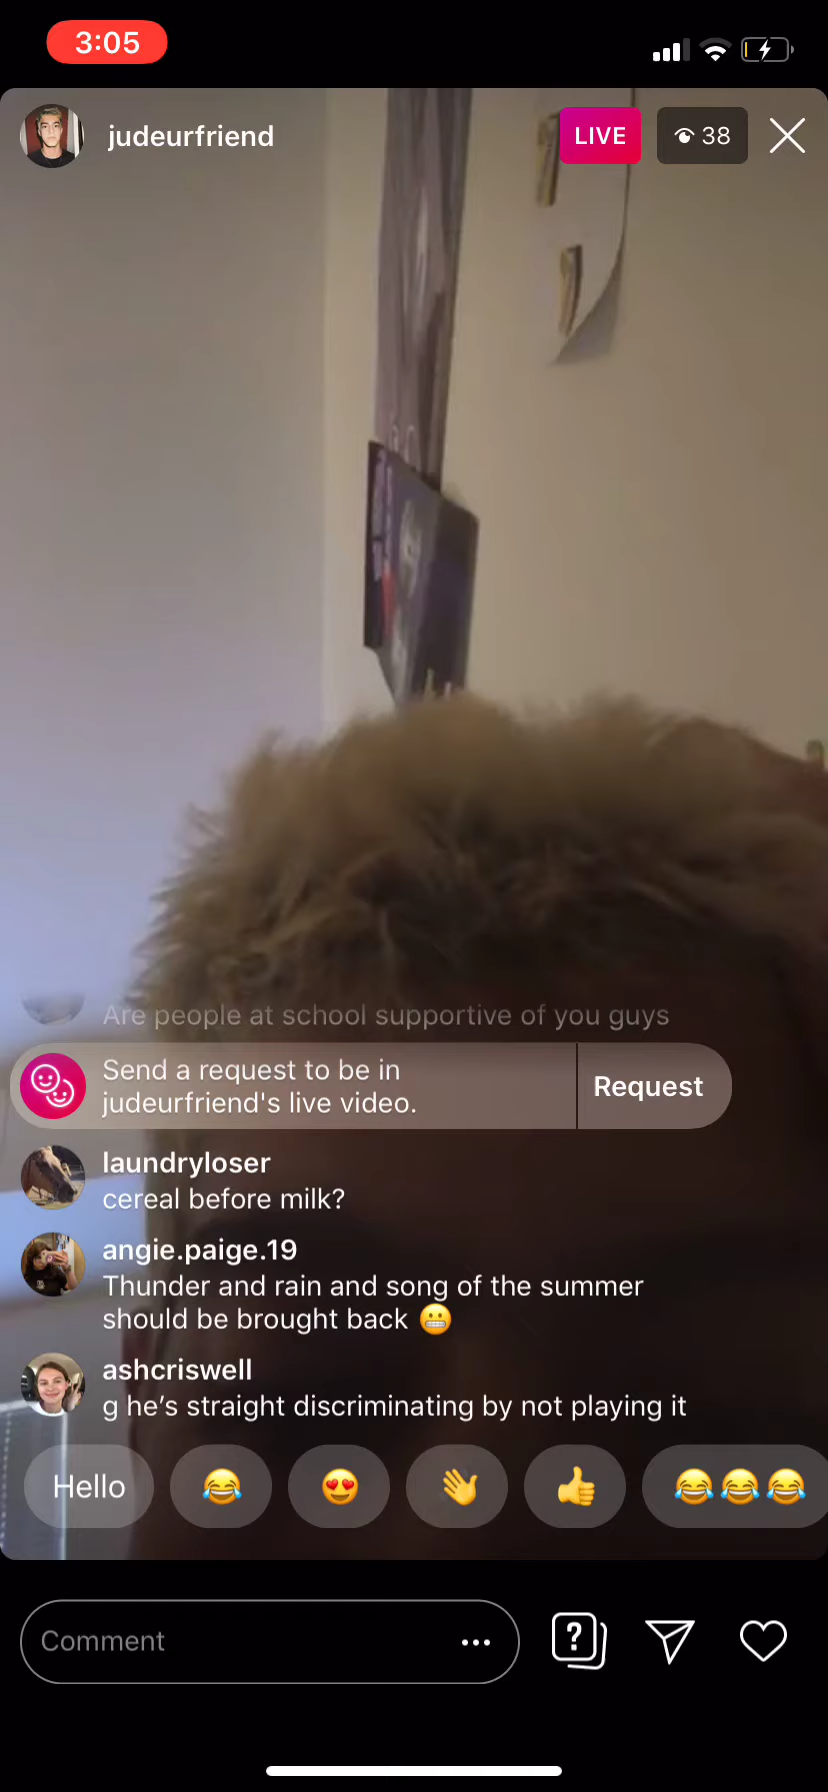 3:05
judeurfriend
LIVE
38
Are people at school supportive of you guys
Send a request to be in
judeurfriend's live video.
Request
laundryloser
cereal before milk?
angie.paige.19
Thunder and rain and song of the summer
should be brought back 😬
ashcriswell
g he’s straight discriminating by not playing it
Hello
😂
😍
👋
👍
😂😂😂
Comment